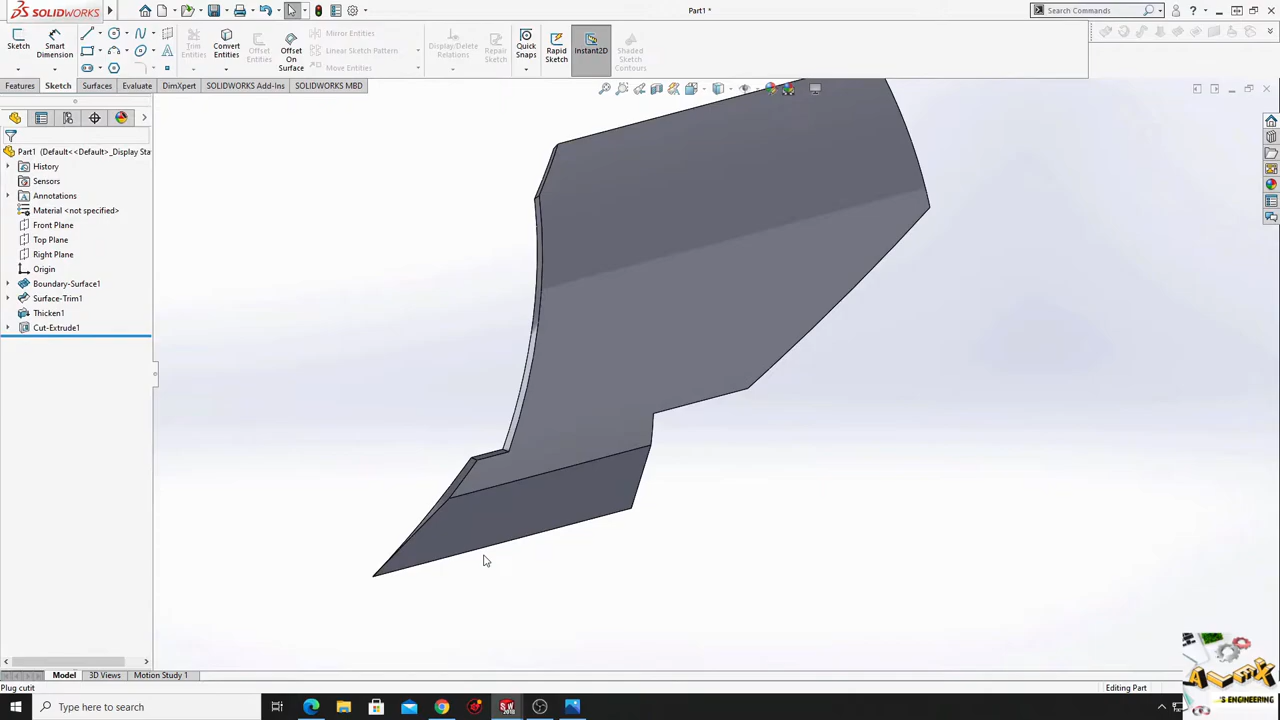 SOLIDWORKS
Part1 *
Search Commands
Sketch
Smart Dimension
Trim Entities
Convert Entities
Offset Entities
Offset On Surface
Mirror Entities
Linear Sketch Pattern
Move Entities
Display/Delete Relations
Repair Sketch
Quick Snaps
Rapid Sketch
Instant2D
Shaded Sketch Contours
Features
Sketch
Surfaces
Evaluate
DimXpert
SOLIDWORKS Add-Ins
SOLIDWORKS MBD
Part1 (Default<<Default>_Display Sta
History
Sensors
Annotations
Material <not specified>
Front Plane
Top Plane
Right Plane
Origin
Boundary-Surface1
Surface-Trim1
Thicken1
Cut-Extrude1
Model
3D Views
Motion Study 1
Plug cutit
Editing Part
Type here to search
'S ENGINEERING